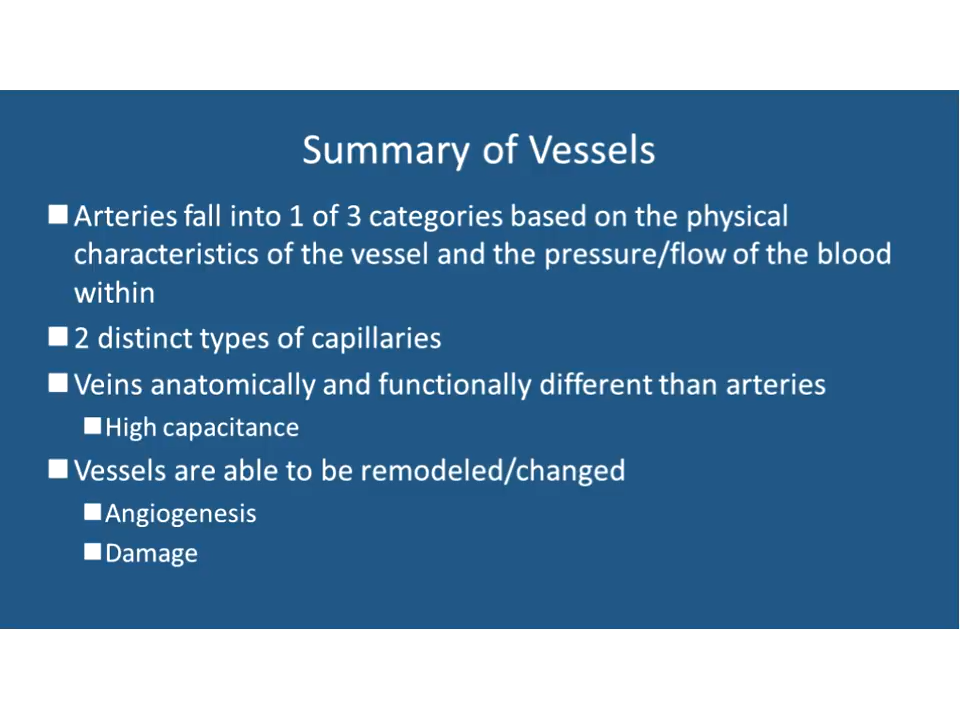 Summary of Vessels
Arteries fall into 1 of 3 categories based on the physical
characteristics of the vessel and the pressure/flow of the blood
within
2 distinct types of capillaries
Veins anatomically and functionally different than arteries
High capacitance
Vessels are able to be remodeled/changed
Angiogenesis
Damage